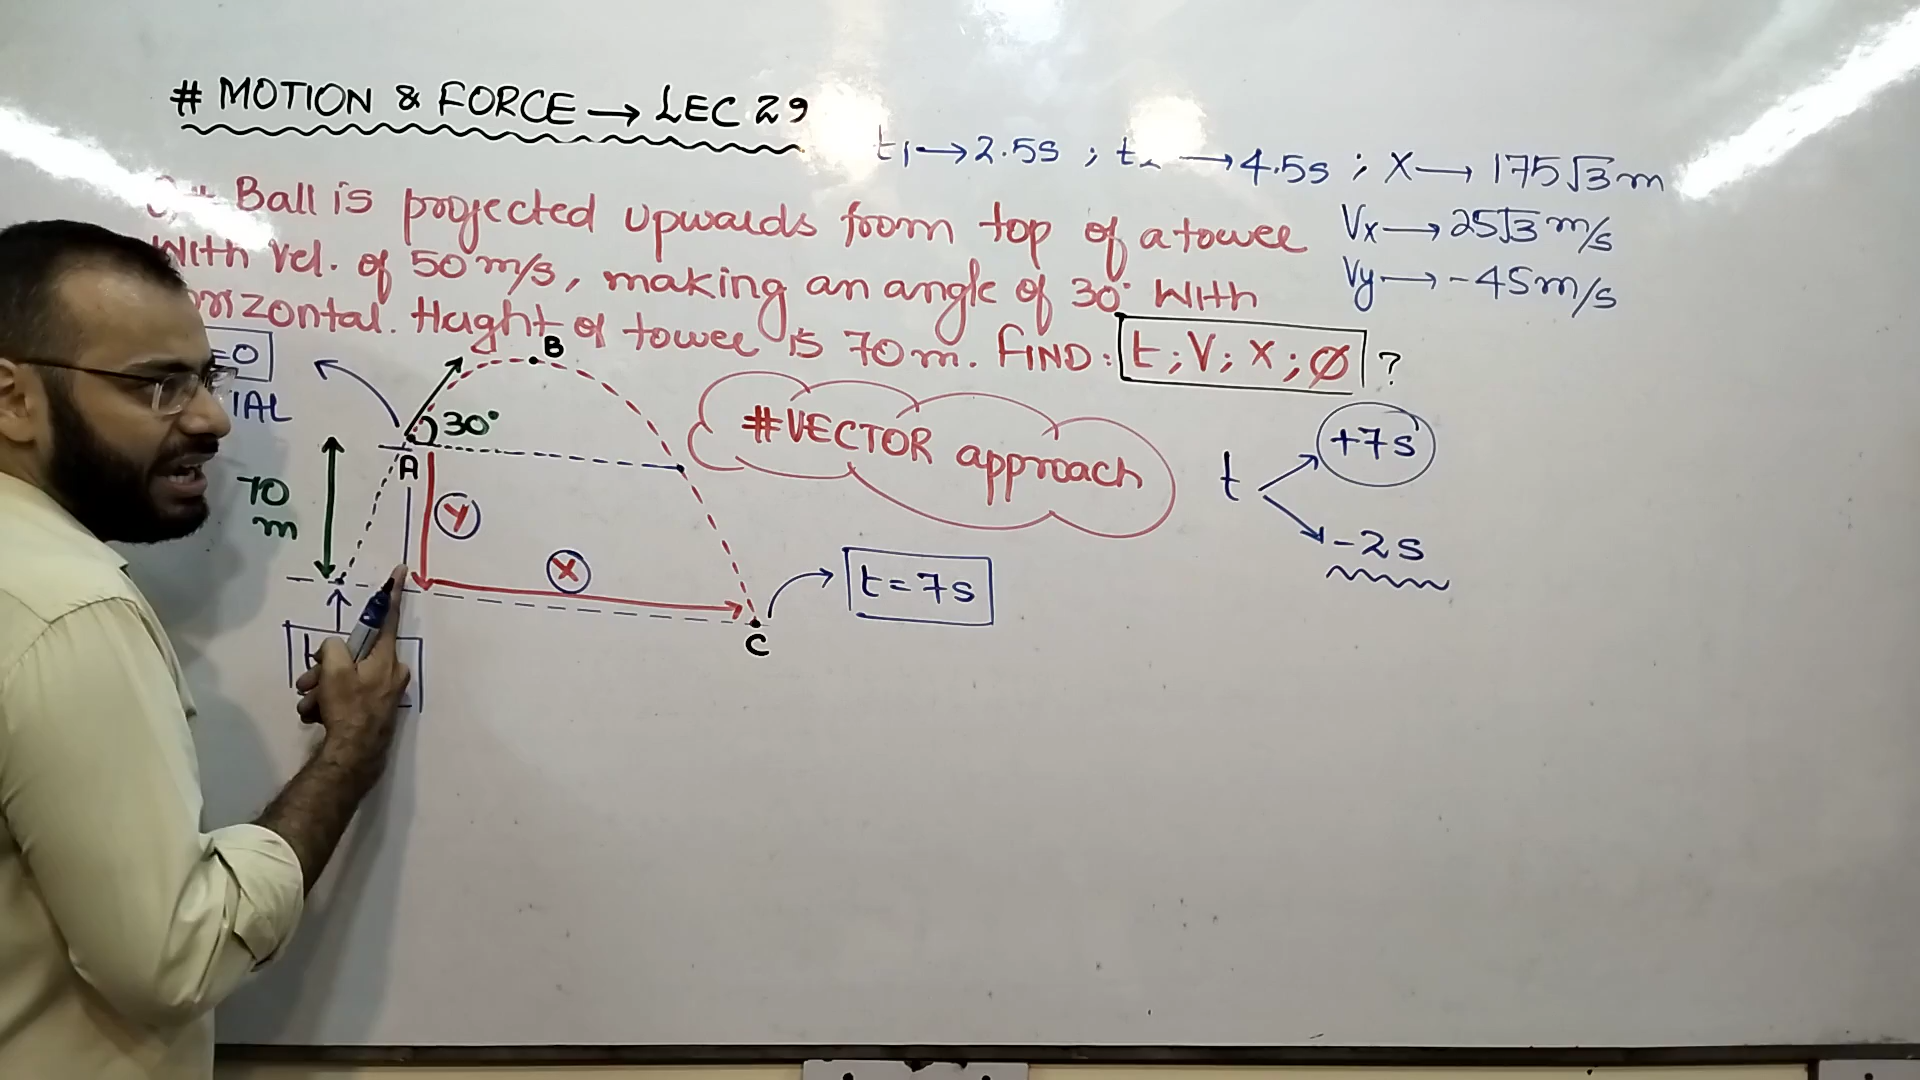 # MOTION & FORCE → LEC 29
t1 → 2.5s ; t → 4.5s ; X → 175√3 m
Ball is projected upwards from top of a tower
Vx → 25√3 m/s
With Vel. of 50 m/s, making an angle of 30° With
Vy → -45 m/s
Height of tower is 70 m. FIND: t ; V ; X ; Ø ?
=0
B
30°
A
70
m
y
X
C
#VECTOR approach
t = 7s
t
+7s
-2s